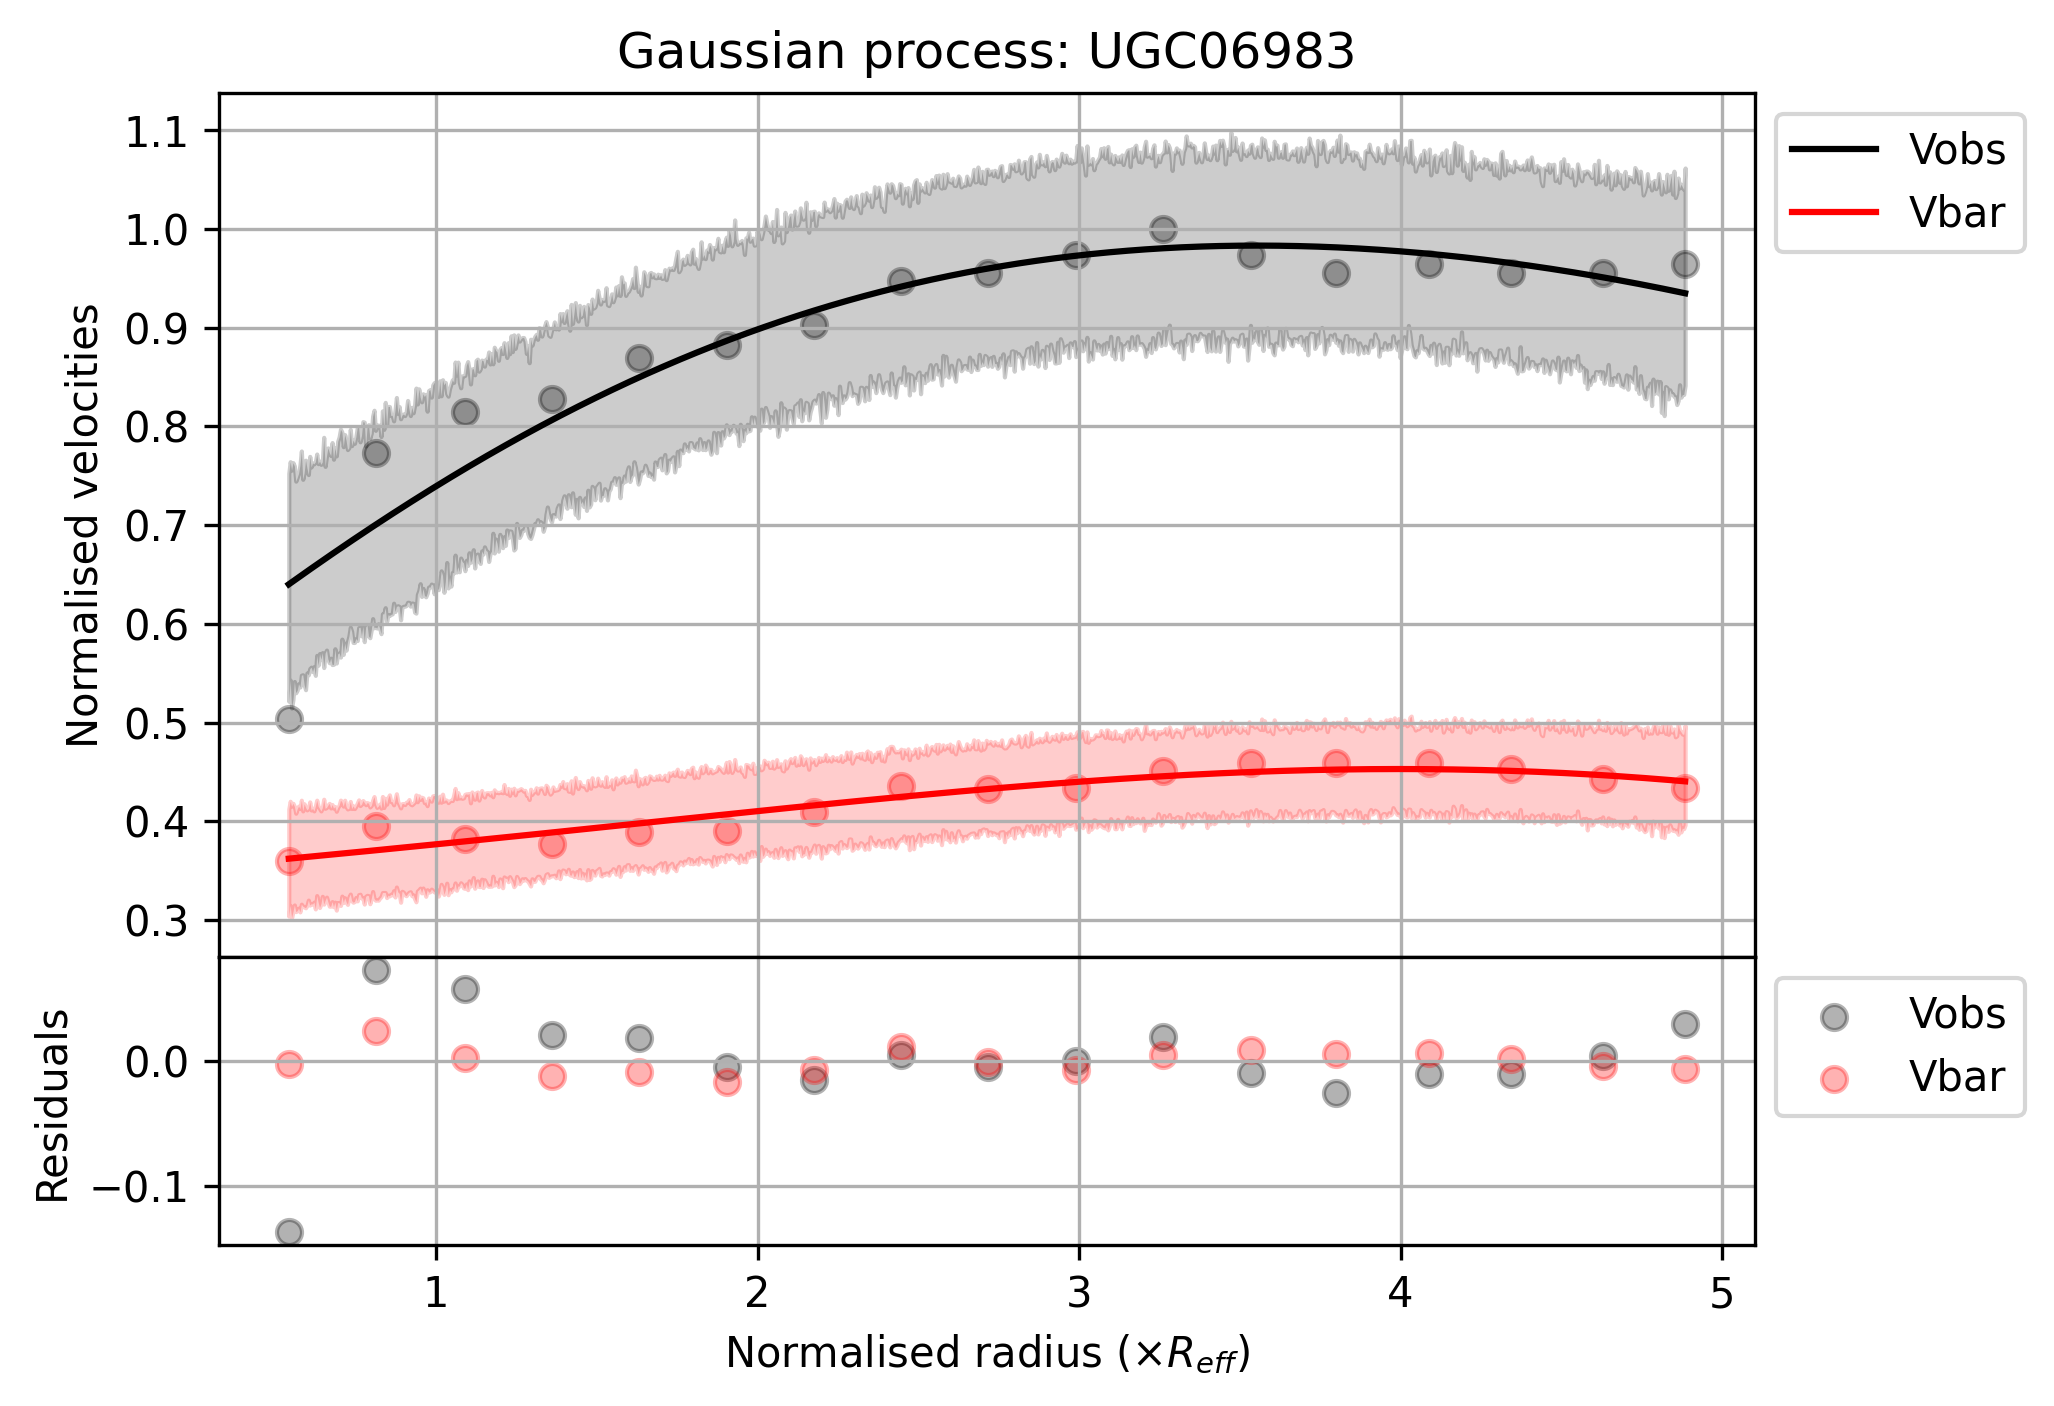 Gaussian process: UGC06983
Normalised velocities
1.1
1.0
0.9
0.8
0.7
0.6
0.5
0.4
0.3
Vobs
Vbar
Residuals
0.0
−0.1
Vobs
Vbar
1 2 3 4 5
Normalised radius (×R_eff)